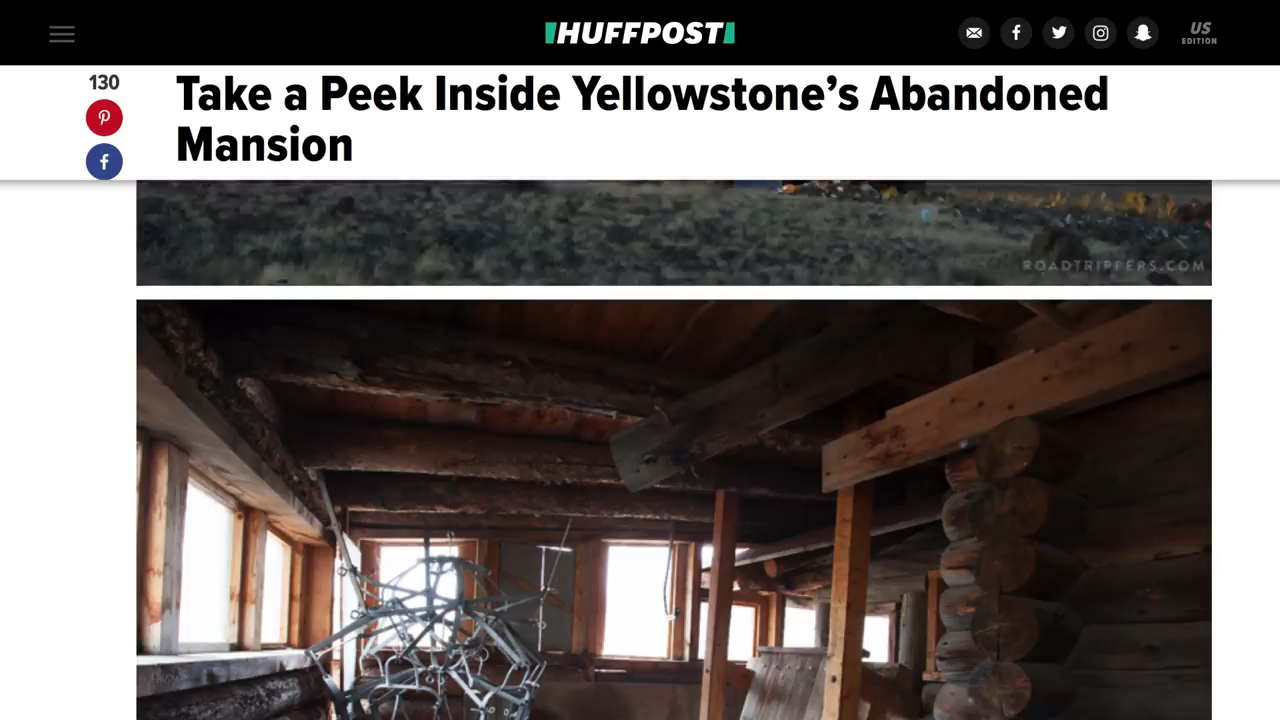 HUFFPOST
US
EDITION
130
Take a Peek Inside Yellowstone’s Abandoned
Mansion
ROADTRIPPERS.COM